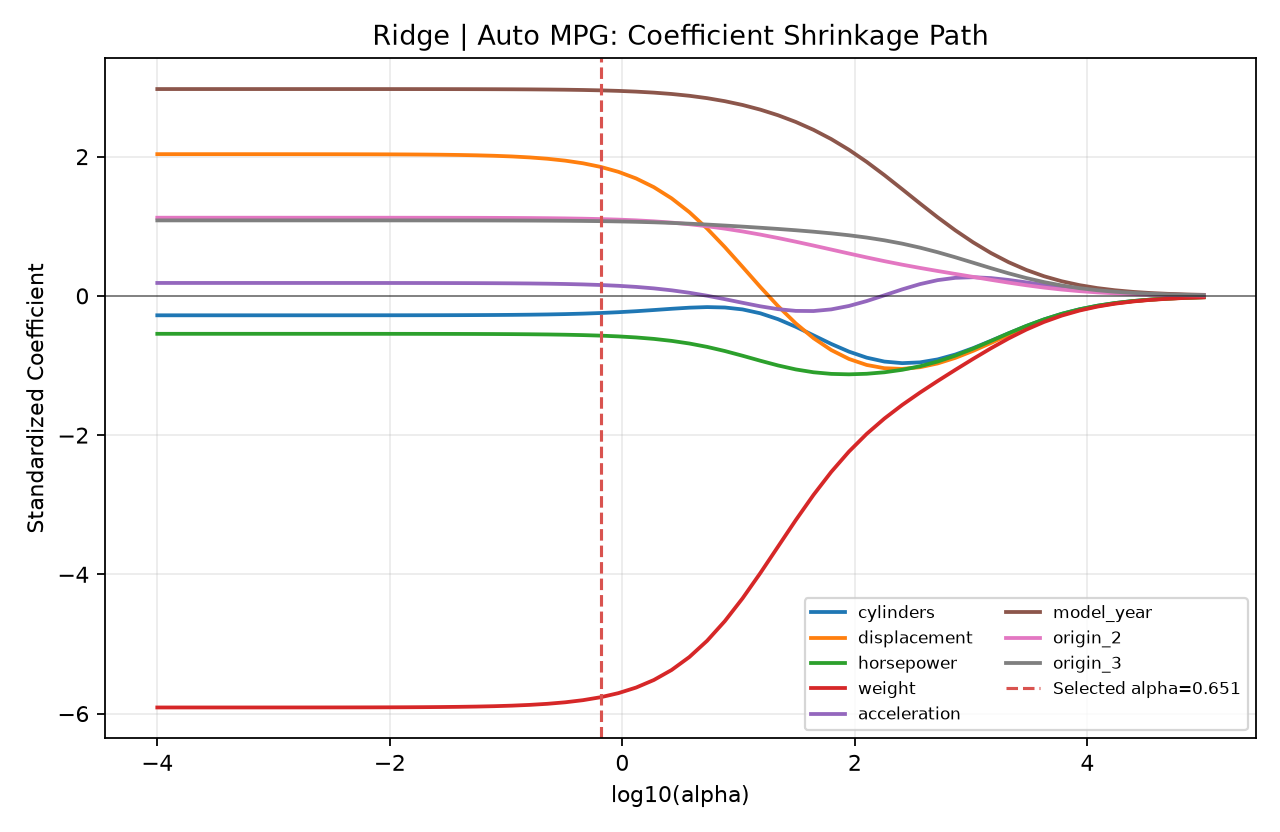 Ridge | Auto MPG: Coefficient Shrinkage Path
Standardized Coefficient
2
0
−2
−4
−6
−4
−2
0
2
4
log10(alpha)
cylinders
displacement
horsepower
weight
acceleration
model_year
origin_2
origin_3
Selected alpha=0.651